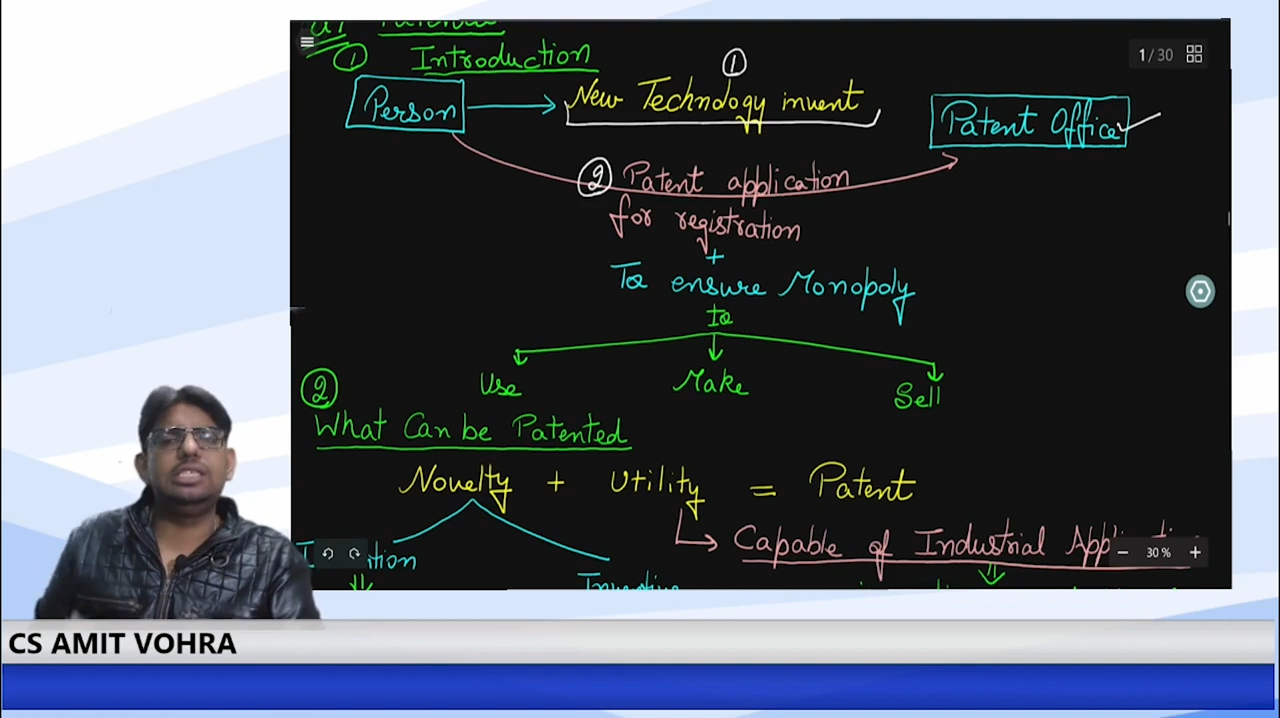 Introduction
①
①
1 / 30
Person
New Technology invent
Patent Office
② Patent application
for registration
+
To ensure Monopoly
to
Use
Make
Sell
②
What Can be Patented
Novelty + Utility = Patent
Capable of Industrial
30 %
CS AMIT VOHRA